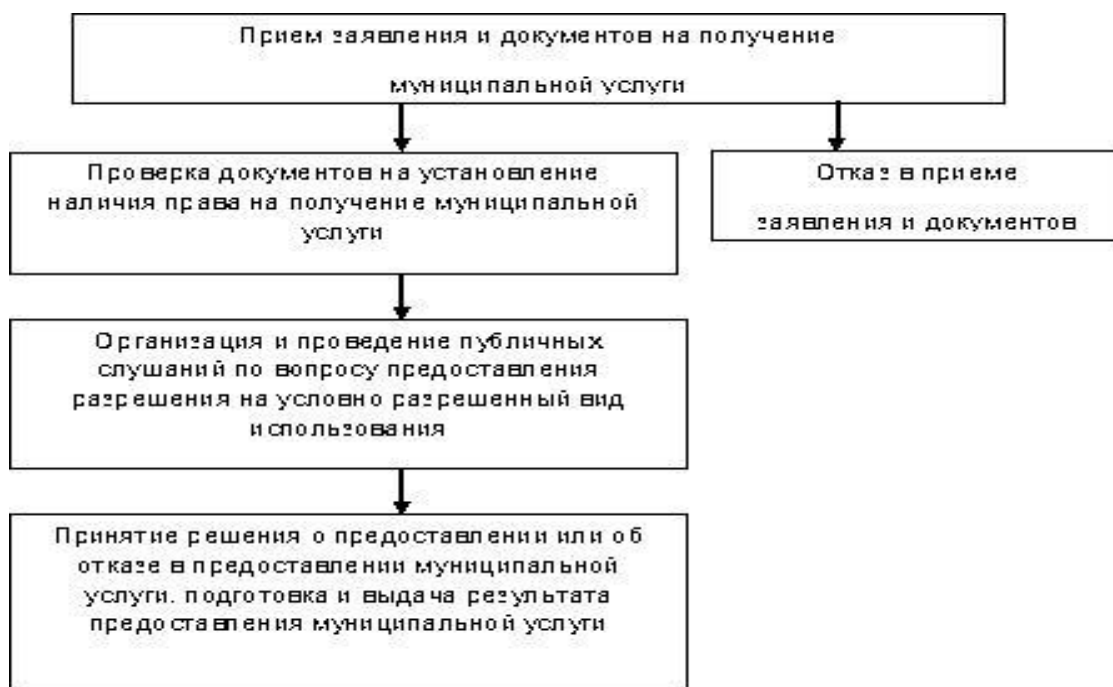 Прием заявления и документов на получение
муниципальной услуги
Проверка документов на установление
наличия права на получение муниципальной
услуги
Отказ в приеме
заявления и документов
Организация и проведение публичных
слушаний по вопросу предоставления
разрешения на условно разрешенный вид
использования
Принятие решения о предоставлении или об
отказе в предоставлении муниципальной
услуги, подготовка и выдача результата
предоставления муниципальной услуги